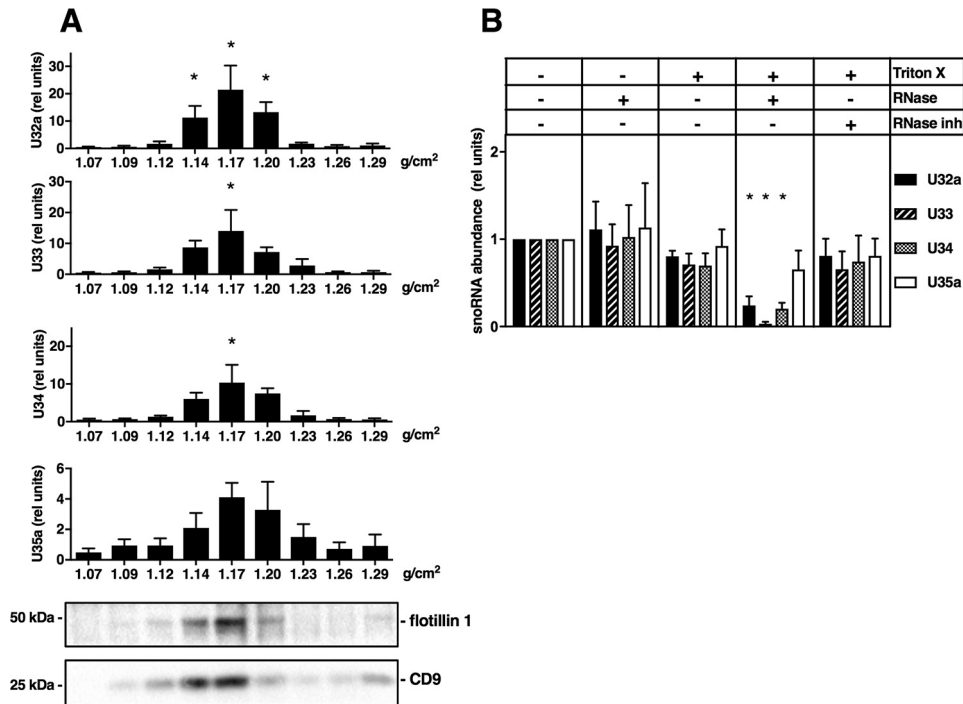 A
U32a (rel units)
30
20
10
0
* * *
1.07 1.09 1.12 1.14 1.17 1.20 1.23 1.26 1.29 g/cm2
U33 (rel units)
30
20
10
0
*
1.07 1.09 1.12 1.14 1.17 1.20 1.23 1.26 1.29 g/cm2
U34 (rel units)
20
10
0
*
1.07 1.09 1.12 1.14 1.17 1.20 1.23 1.26 1.29 g/cm2
U35a (rel units)
6
4
2
0
1.07 1.09 1.12 1.14 1.17 1.20 1.23 1.26 1.29 g/cm2
50 kDa - - flotillin 1
25 kDa - - CD9
B
- - + + + Triton X
- + - + - RNase
- - - - + RNase inh
snoRNA abundance (rel units)
2
1
0
* * *
U32a
U33
U34
U35a